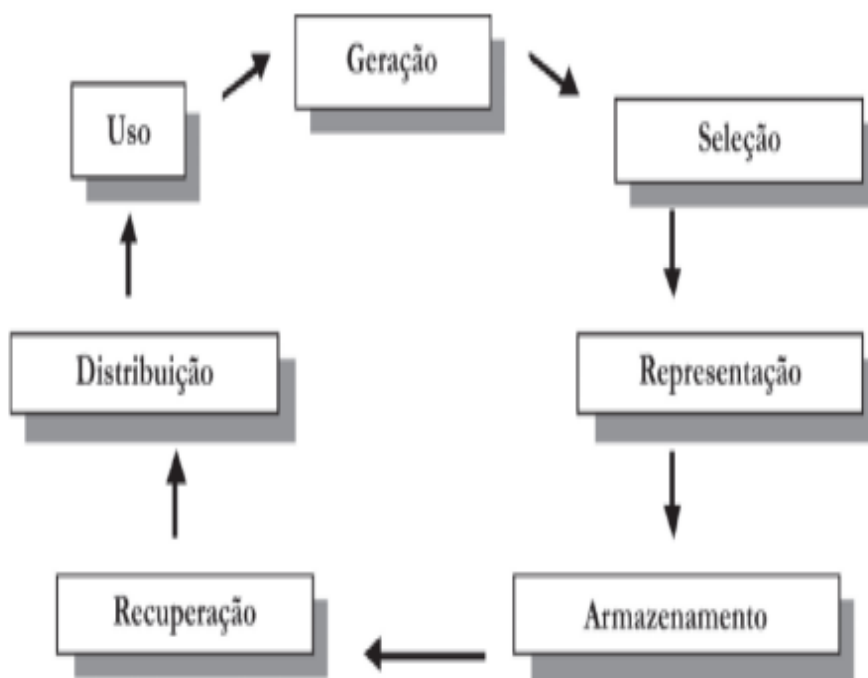 Geração
Seleção
Representação
Armazenamento
Recuperação
Distribuição
Uso